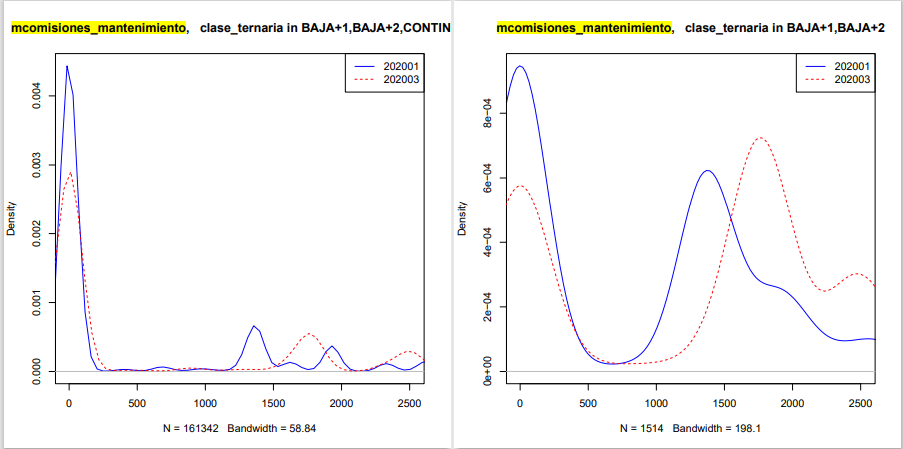 mcomisiones_mantenimiento, clase_ternaria in BAJA+1,BAJA+2,CONTIN
202001
202003
Density
0.004
0.003
0.002
0.001
0.000
0 500 1000 1500 2000 2500
N = 161342 Bandwidth = 58.84
mcomisiones_mantenimiento, clase_ternaria in BAJA+1,BAJA+2
202001
202003
Density
8e−04
6e−04
4e−04
2e−04
0e+00
0 500 1000 1500 2000 2500
N = 1514 Bandwidth = 198.1